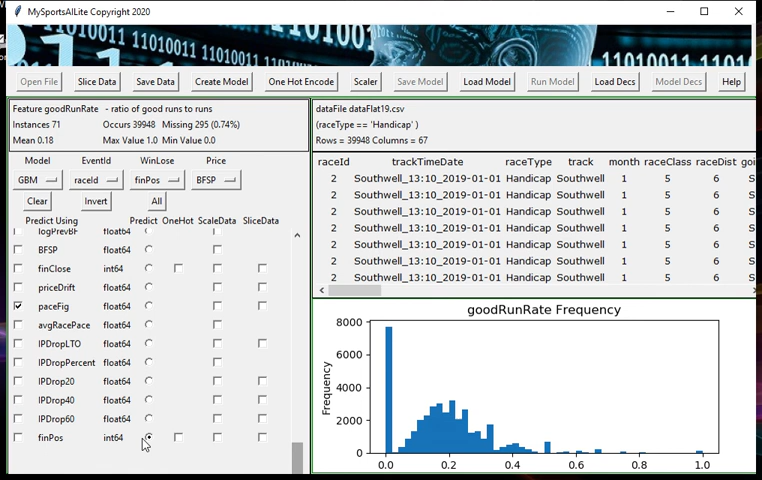 MySportsAILite Copyright 2020
Open File Slice Data Save Data Create Model One Hot Encode Scaler Save Model Load Model Run Model Load Decs Model Decs Help
Feature goodRunRate - ratio of good runs to runs
Instances 71 Occurs 39948 Missing 295 (0.74%)
Mean 0.18 Max Value 1.0 Min Value 0.0
Model EventId WinLose Price
GBM raceId finPos BFSP
Clear Invert All
Predict Using Predict OneHot ScaleData SliceData
logPrevBF float64
BFSP float64
finClose int64
priceDrift float64
paceFig float64
avgRacePace float64
IPDropLTO float64
IPDropPercent float64
IPDrop20 float64
IPDrop40 float64
IPDrop60 float64
finPos int64
dataFile dataFlat19.csv
(raceType == 'Handicap' )
Rows = 39948 Columns = 67
raceId trackTimeDate raceType track month raceClass raceDist goi
2 Southwell_13:10_2019-01-01 Handicap Southwell 1 5 6 S
2 Southwell_13:10_2019-01-01 Handicap Southwell 1 5 6 S
2 Southwell_13:10_2019-01-01 Handicap Southwell 1 5 6 S
2 Southwell_13:10_2019-01-01 Handicap Southwell 1 5 6 S
2 Southwell_13:10_2019-01-01 Handicap Southwell 1 5 6 S
2 Southwell_13:10_2019-01-01 Handicap Southwell 1 5 6 S
2 Southwell_13:10_2019-01-01 Handicap Southwell 1 5 6 S
goodRunRate Frequency
Frequency
8000
6000
4000
2000
0
0.0 0.2 0.4 0.6 0.8 1.0